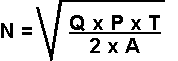 N = √ Q x P x T
2 x A